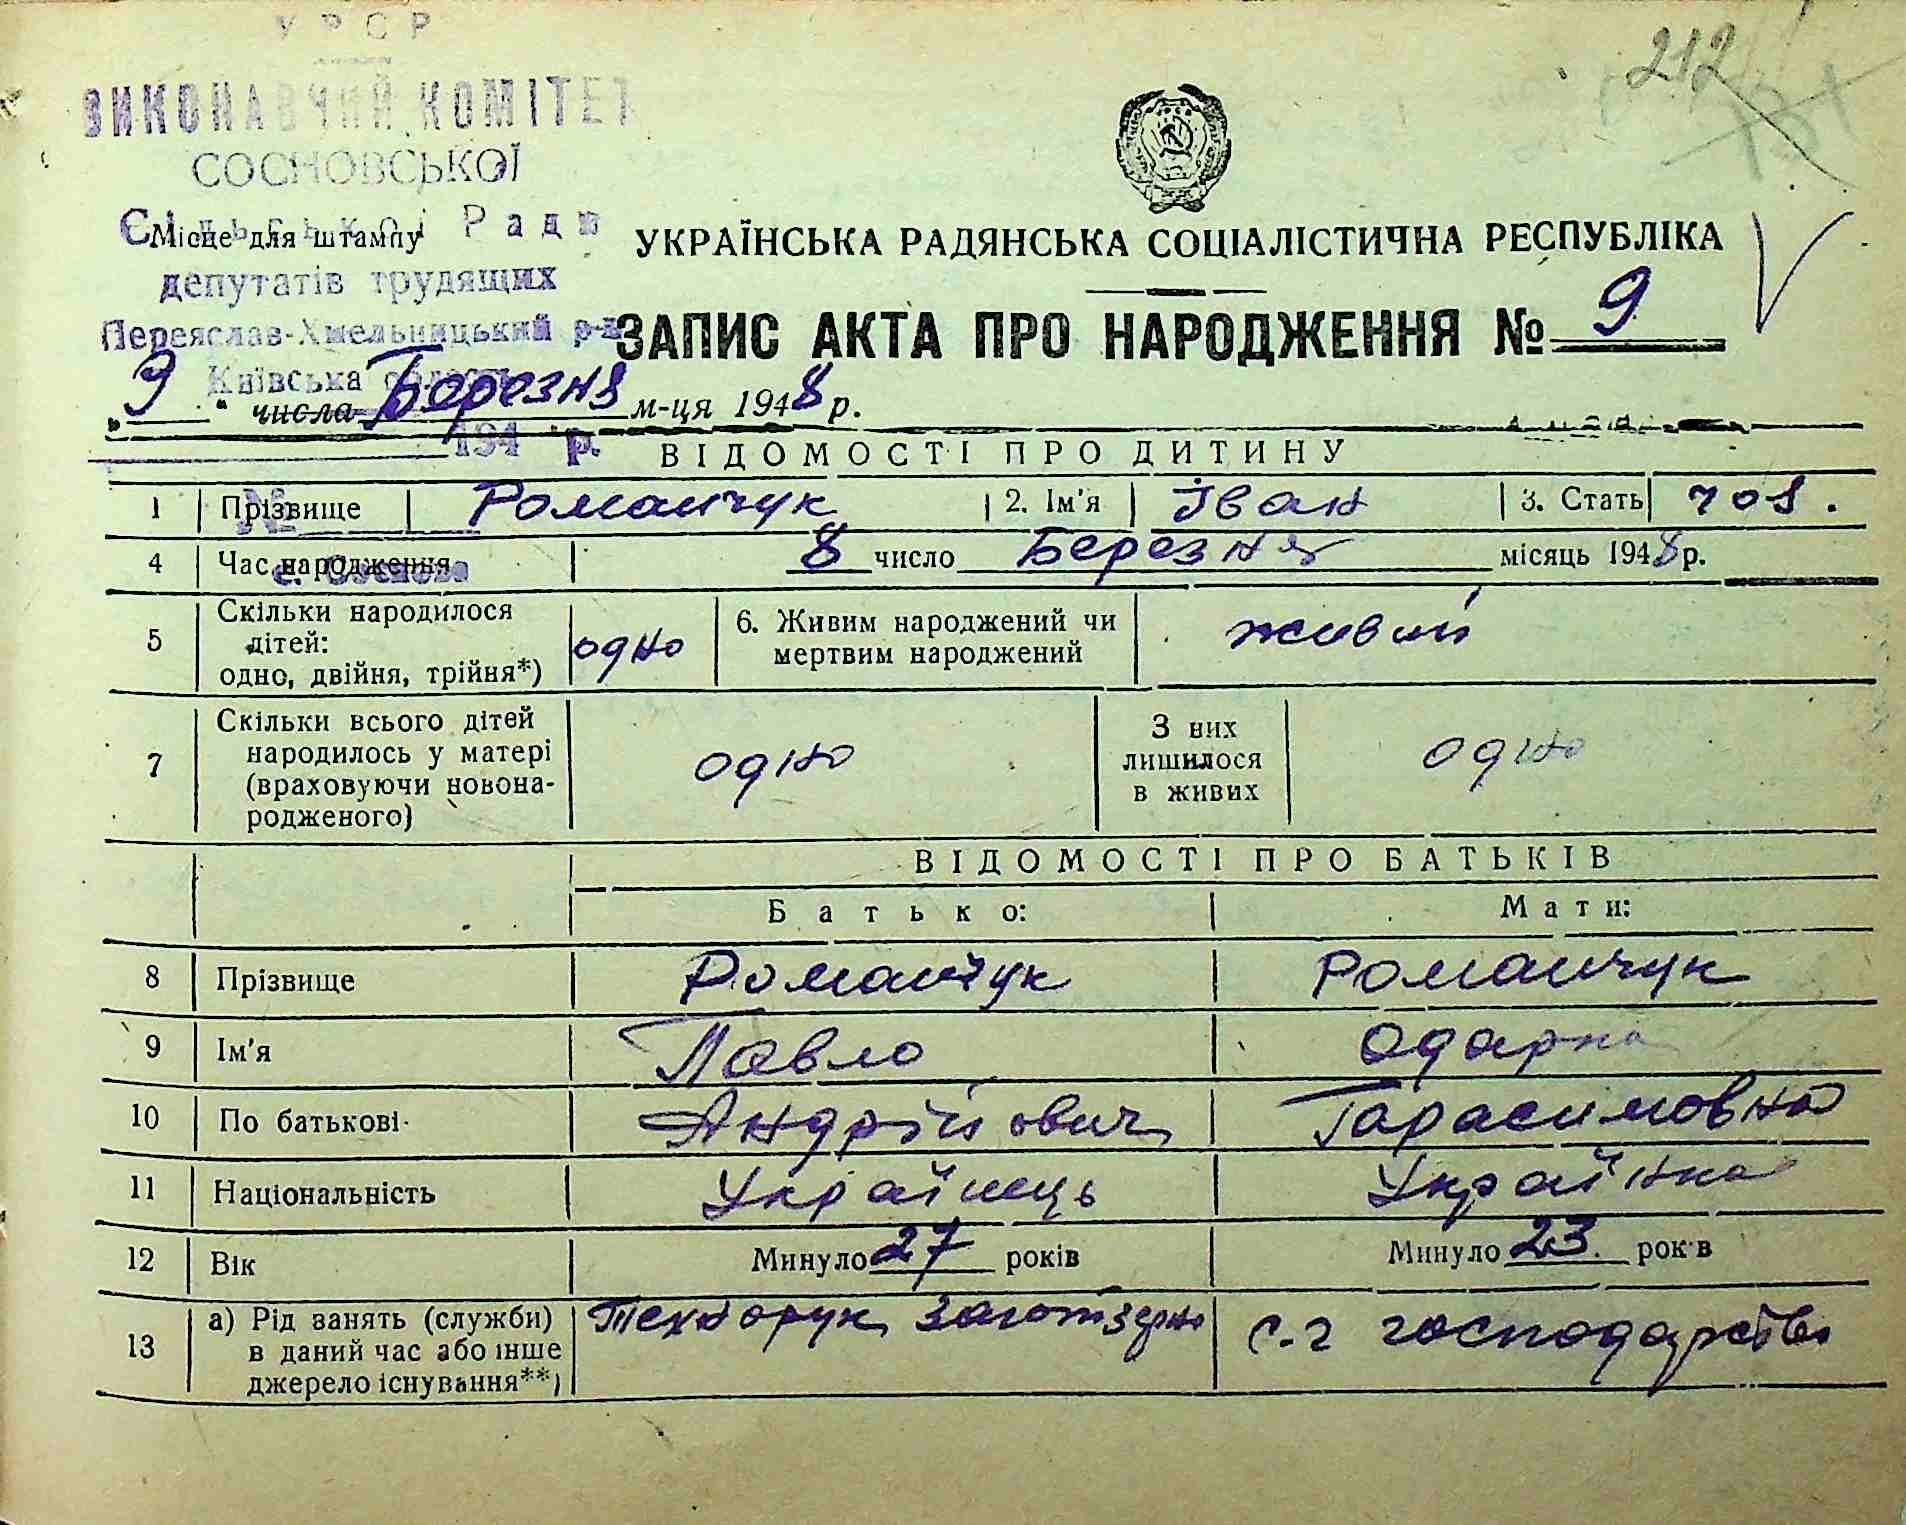 УРСР
ВИКОНАВЧИЙ КОМІТЕТ
СОСНОВСЬКОЇ
Сільської Ради
депутатів трудящих
Переяслав-Хмельницький р-н
Київська
194 р.
№
с. Соснова
212
Місце для штампу
УКРАЇНСЬКА РАДЯНСЬКА СОЦІАЛІСТИЧНА РЕСПУБЛІКА
ЗАПИС АКТА ПРО НАРОДЖЕННЯ № 9
„9" числа Березня м-ця 1948 р.
ВІДОМОСТІ ПРО ДИТИНУ
1 Прізвище Романчук 2. Ім'я Іван 3. Стать чол.
4 Час народження 8 число Березня місяць 1948 р.
5 Скільки народилося дітей: одно, двійня, трійня*) одно 6. Живим народжений чи мертвим народжений живий
7 Скільки всього дітей народилось у матері (враховуючи новонародженого) одно З них лишилося в живих одно
ВІДОМОСТІ ПРО БАТЬКІВ
Батько: Мати:
8 Прізвище Романчук Романчук
9 Ім'я Павло Одарка
10 По батькові Андрійович Гарасимовна
11 Національність Українець Українка
12 Вік Минуло 27 років Минуло 23 років
13 а) Рід занять (служби) в даний час або інше джерело існування**) Технорук Заготзерно с.-г господарство